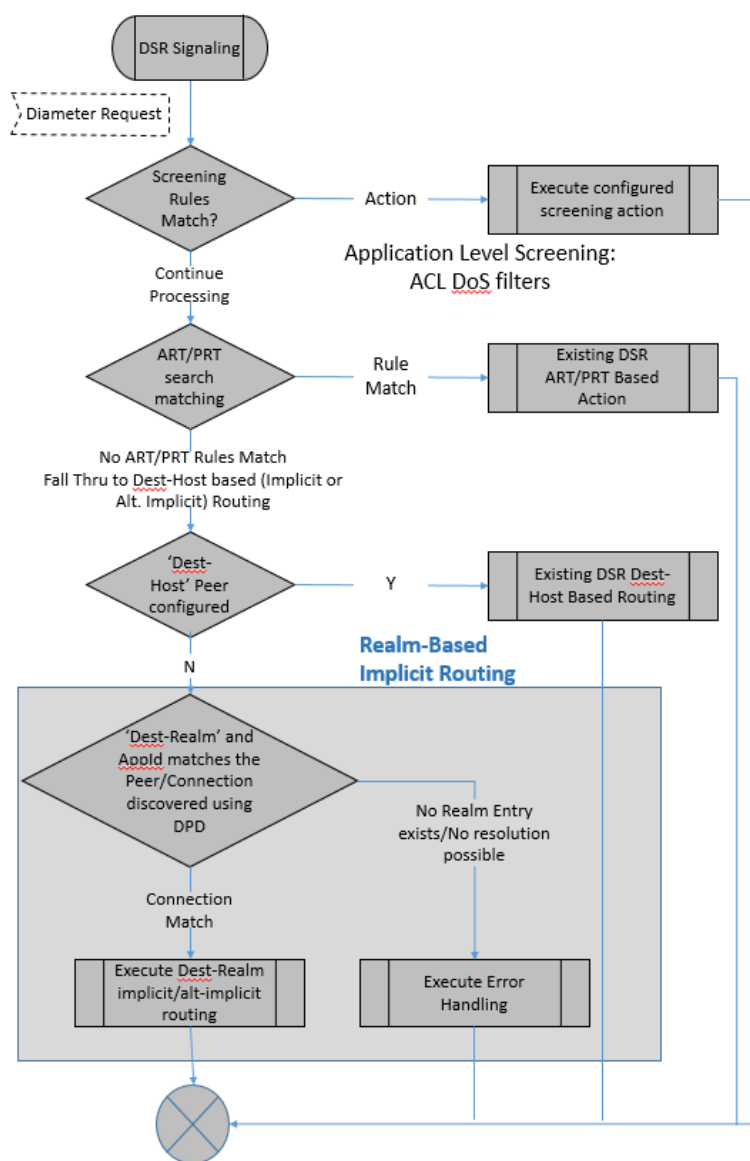 DSR Signaling
Diameter Request
Screening
Rules
Match?
Action
Execute configured
screening action
Application Level Screening:
ACL DoS filters
Continue
Processing
ART/PRT
search
matching
Rule
Match
Existing DSR
ART/PRT Based
Action
No ART/PRT Rules Match
Fall Thru to Dest-Host based (Implicit or
Alt. Implicit) Routing
‘Dest-
Host’ Peer
configured
Y
Existing DSR Dest-
Host Based Routing
N
Realm-Based
Implicit Routing
‘Dest-Realm’ and
AppId matches the
Peer/Connection
discovered using
DPD
No Realm Entry
exists/No resolution
possible
Connection
Match
Execute Dest-Realm
implicit/alt-implicit
routing
Execute Error
Handling